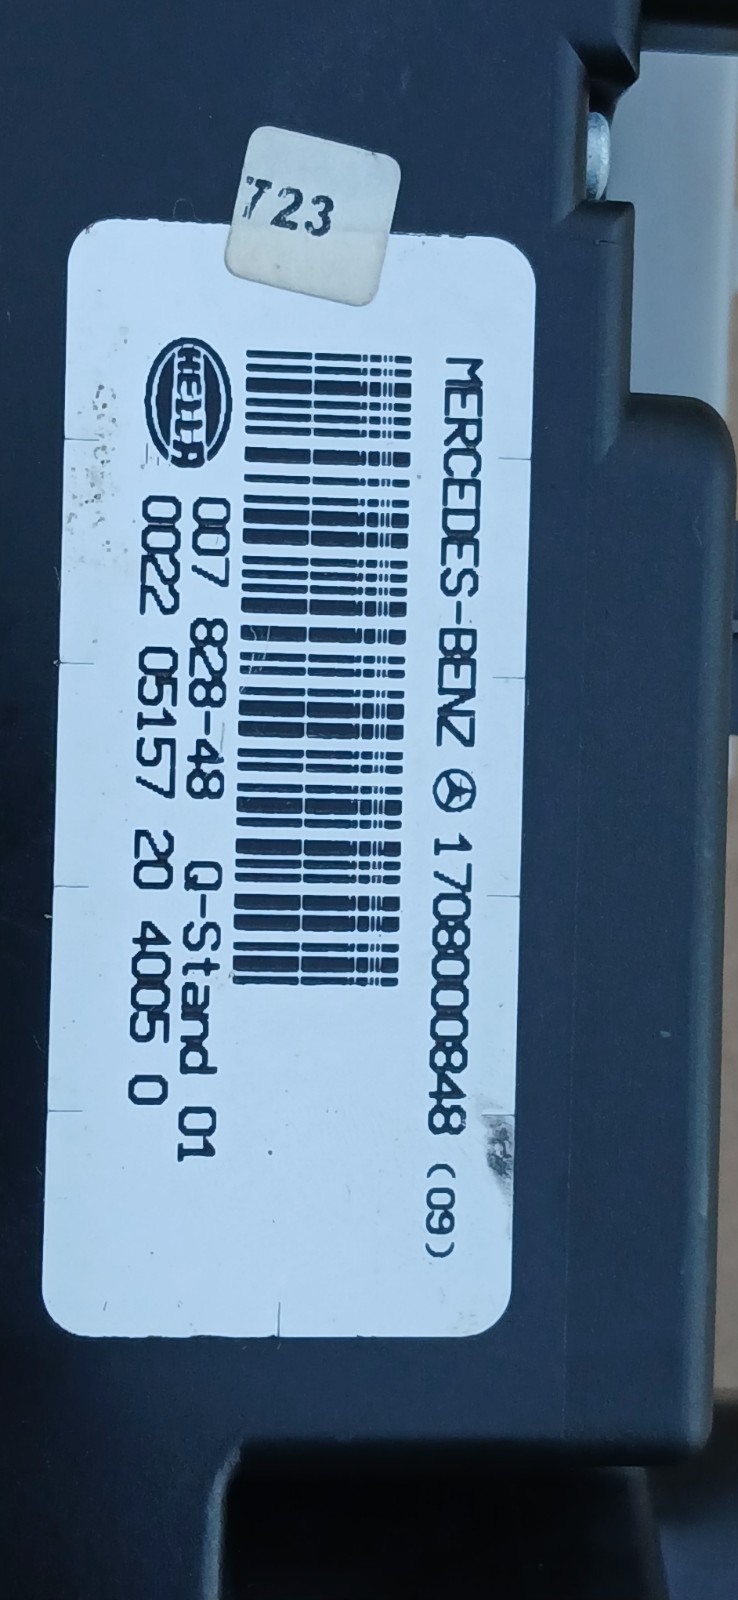 T23
MERCEDES-BENZ 1708000848 (09)
HELLA
007 828-48 Q-Stand 01
0022 05157 20 4005 0